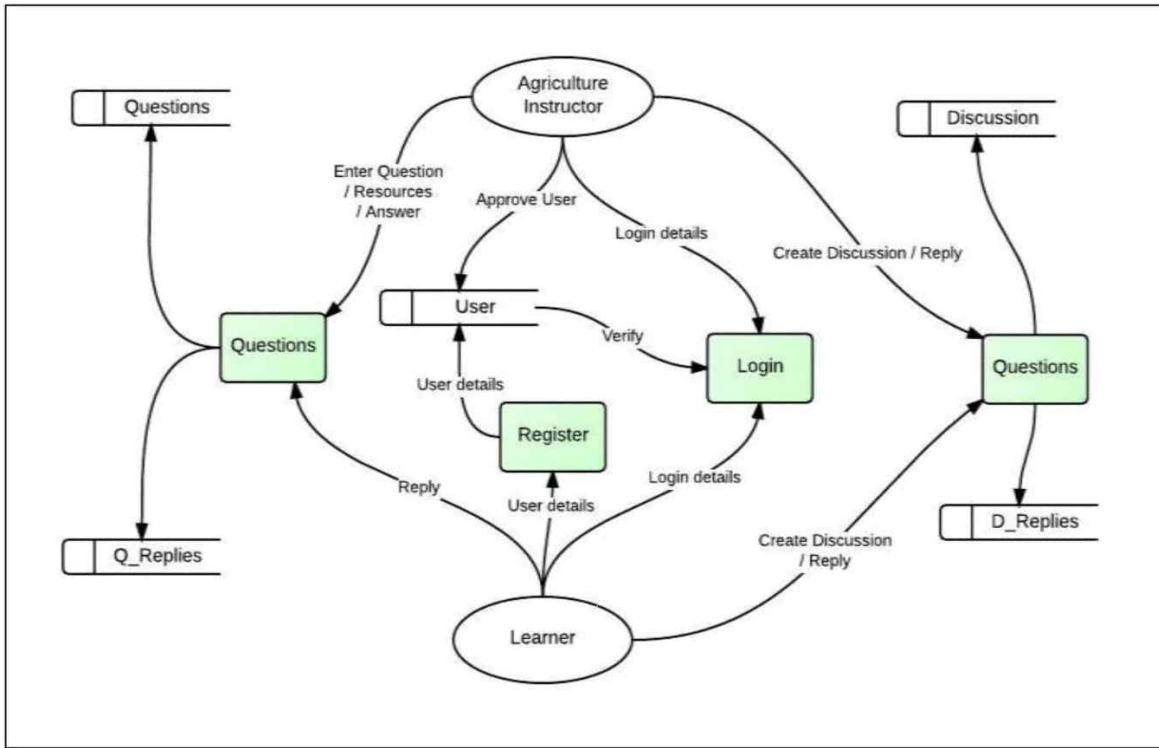 Agriculture
Instructor
Questions
Discussion
Enter Question
/ Resources
/ Answer
Approve User
Login details
Create Discussion / Reply
User
Questions
Verify
Login
Questions
User details
Register
Reply
User details
Login details
D_Replies
Create Discussion
/ Reply
Q_Replies
Learner